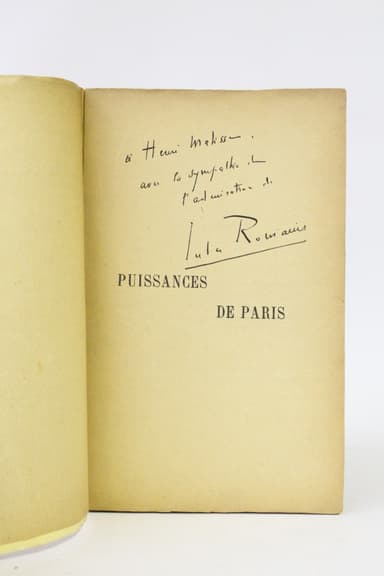 à Henri Matisse,
avec la sympathie et
l'admiration de
Jules Romains
PUISSANCES
DE PARIS